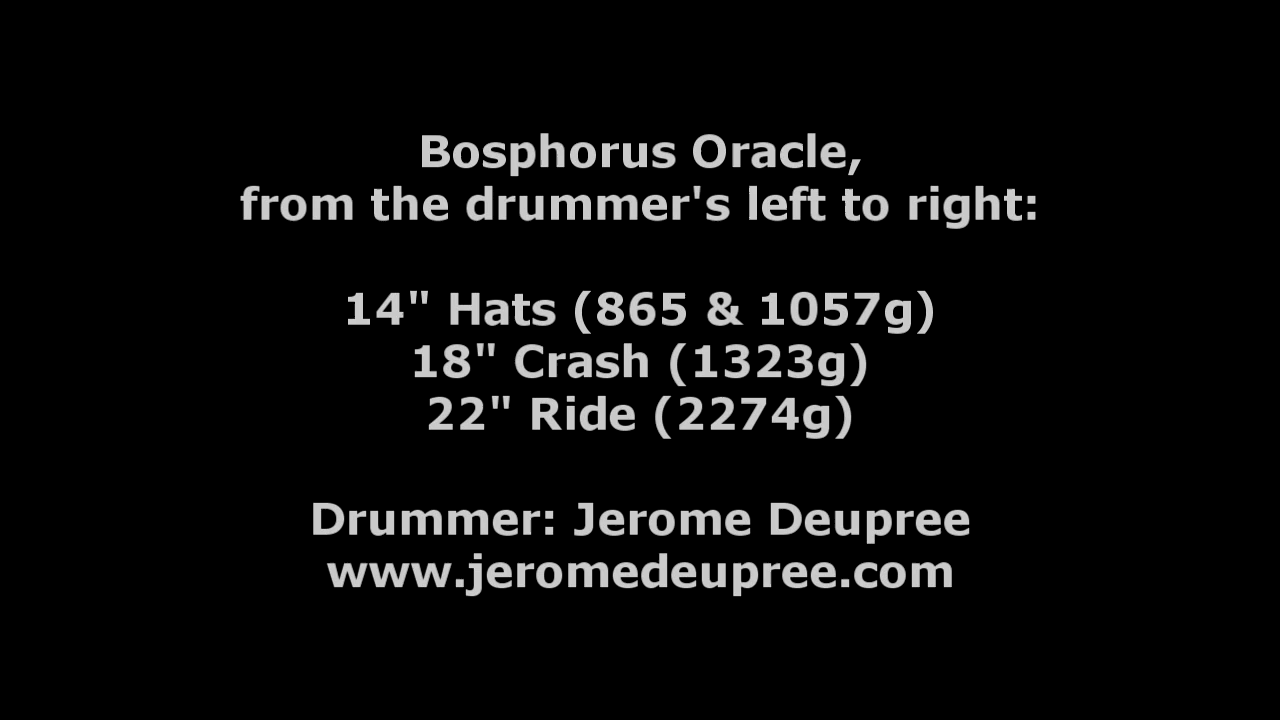 Bosphorus Oracle,
from the drummer's left to right:
14" Hats (865 & 1057g)
18" Crash (1323g)
22" Ride (2274g)
Drummer: Jerome Deupree
www.jeromedeupree.com